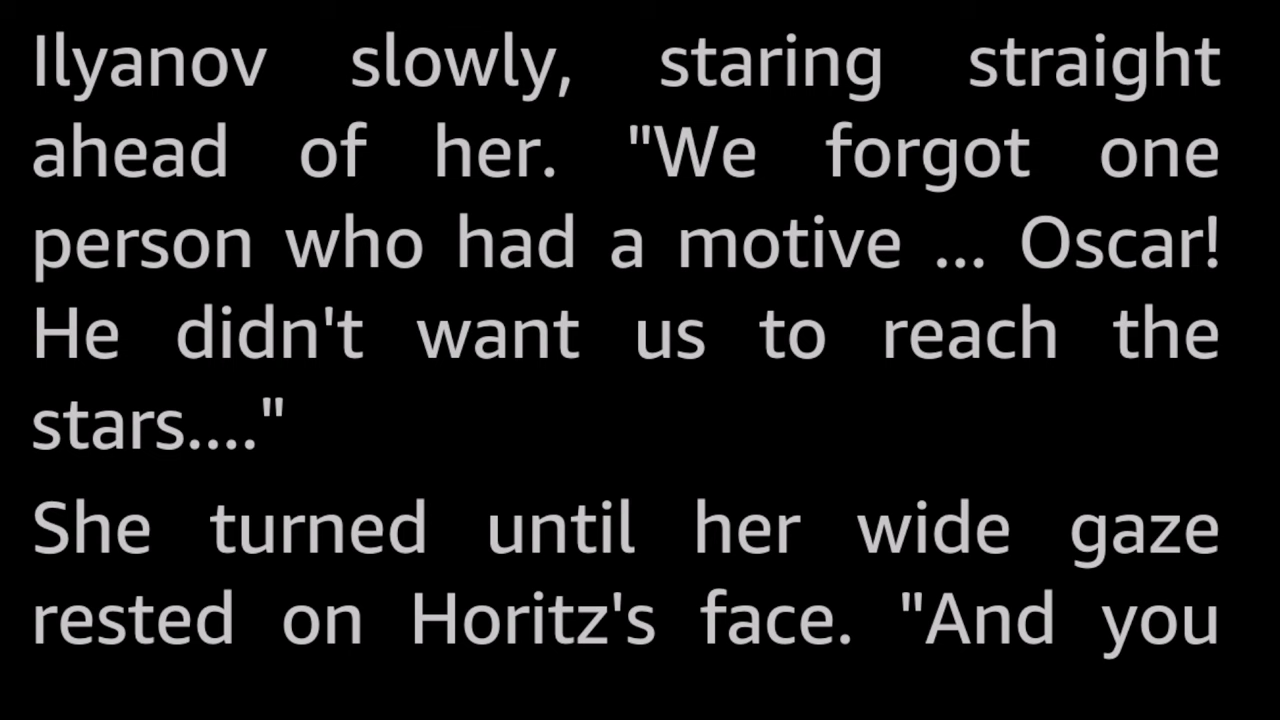 Ilyanov slowly, staring straight
ahead of her. "We forgot one
person who had a motive ... Oscar!
He didn't want us to reach the
stars...."
She turned until her wide gaze
rested on Horitz's face. "And you